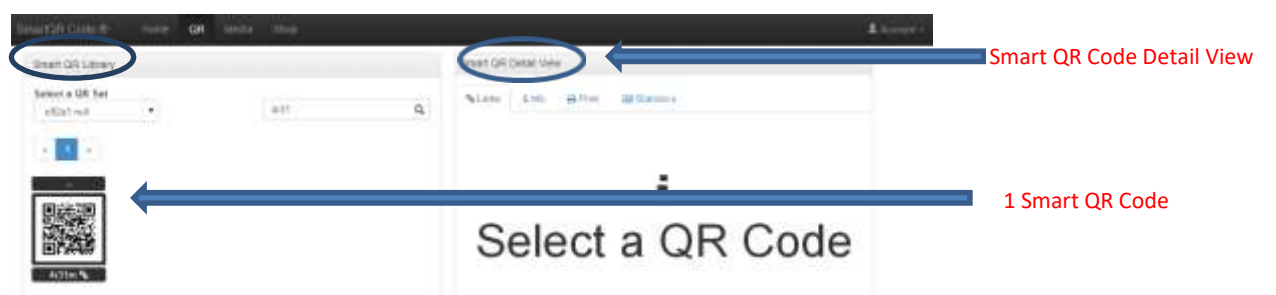 SmartQR Code® Home QR Media Shop Account
Smart QR Library
Smart QR Detail View
Smart QR Code Detail View
Select a QR Set
Links Info Print Statistics
1
1 Smart QR Code
Select a QR Code